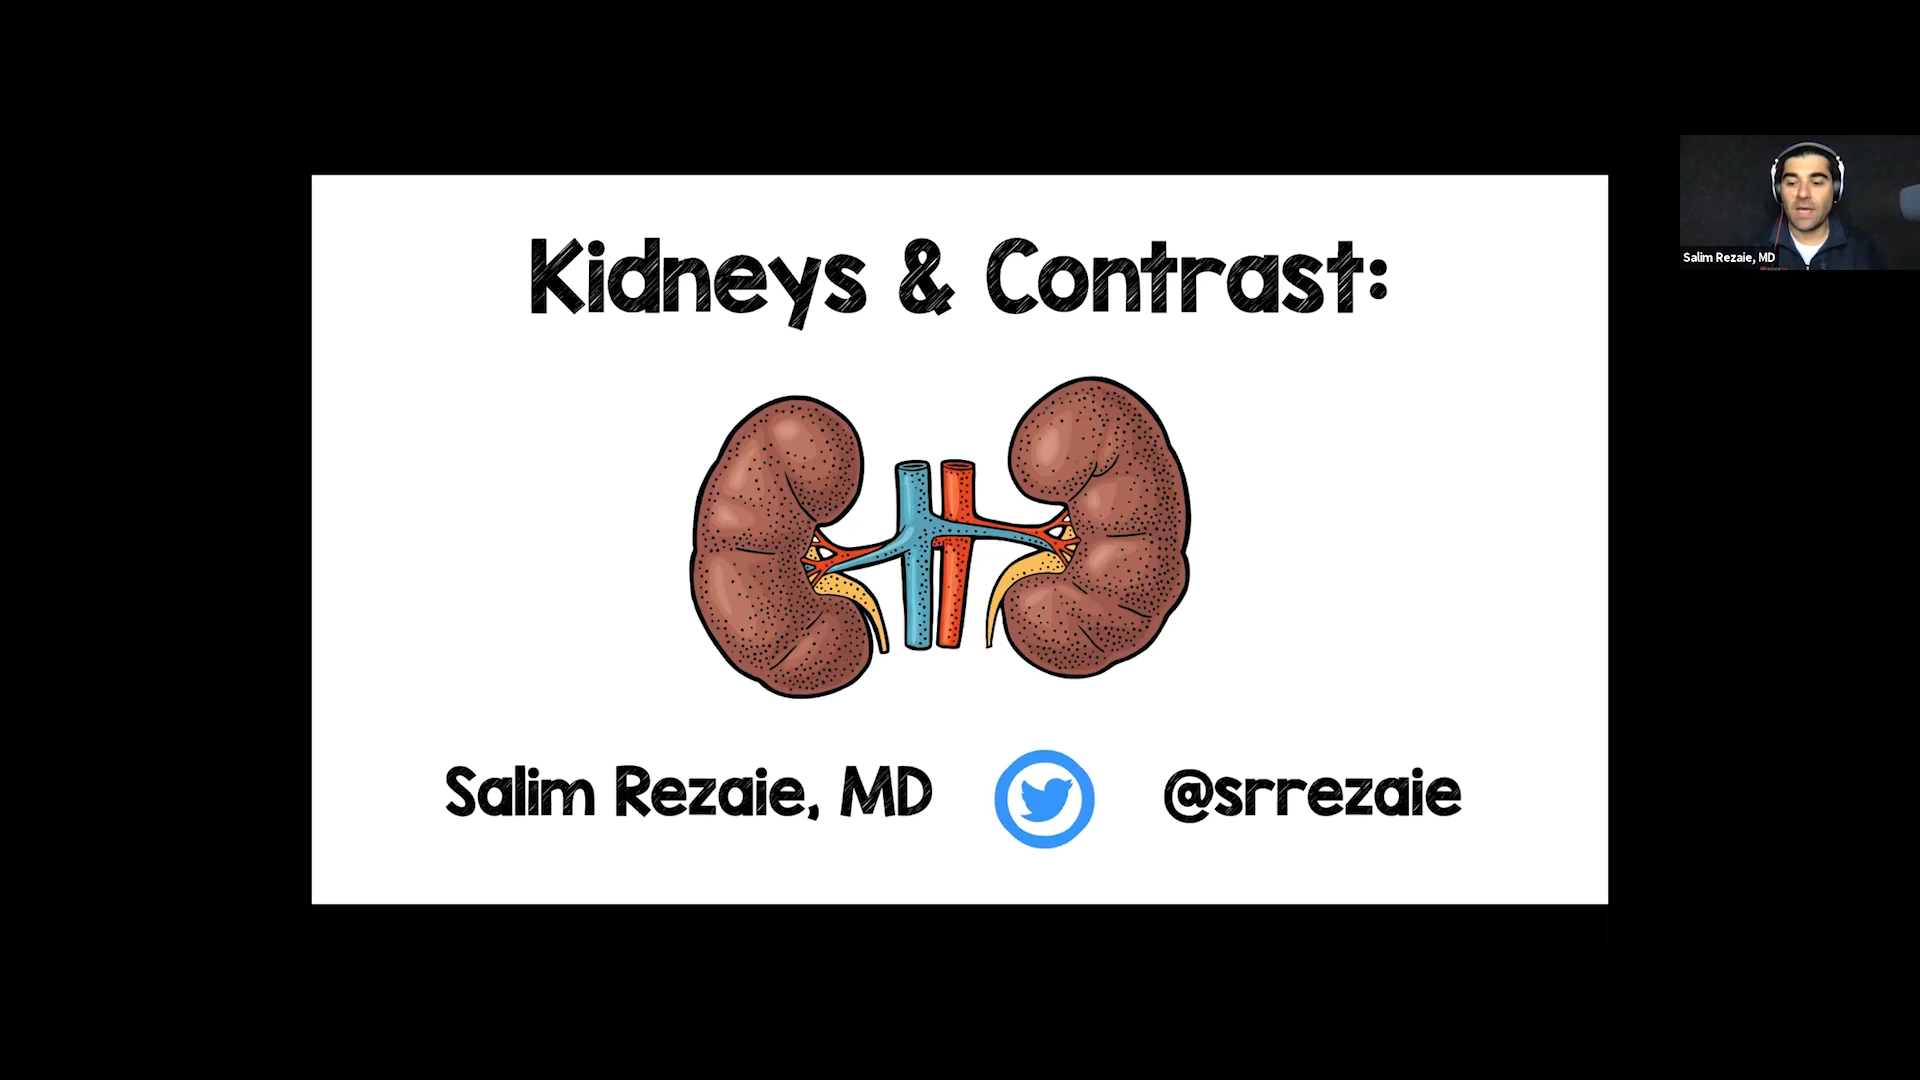 Kidneys & Contrast:
Salim Rezaie, MD
@srrezaie
Salim Rezaie, MD